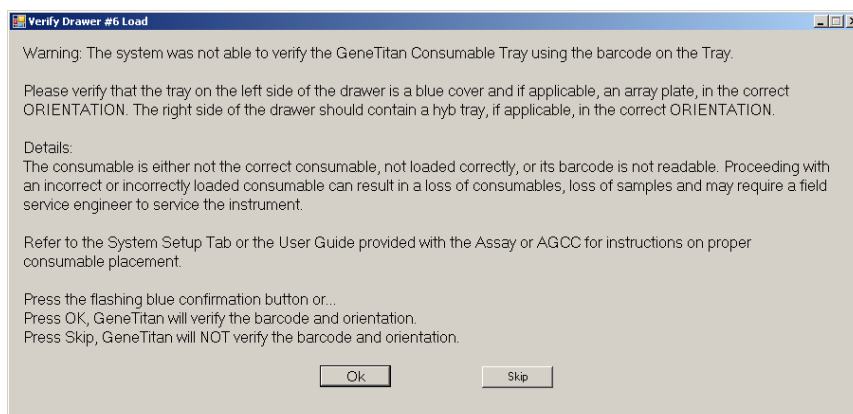 Verify Drawer #6 Load
Warning: The system was not able to verify the GeneTitan Consumable Tray using the barcode on the Tray.
Please verify that the tray on the left side of the drawer is a blue cover and if applicable, an array plate, in the correct
ORIENTATION. The right side of the drawer should contain a hyb tray, if applicable, in the correct ORIENTATION.
Details:
The consumable is either not the correct consumable, not loaded correctly, or its barcode is not readable. Proceeding with
an incorrect or incorrectly loaded consumable can result in a loss of consumables, loss of samples and may require a field
service engineer to service the instrument.
Refer to the System Setup Tab or the User Guide provided with the Assay or AGCC for instructions on proper
consumable placement.
Press the flashing blue confirmation button or...
Press OK, GeneTitan will verify the barcode and orientation.
Press Skip, GeneTitan will NOT verify the barcode and orientation.
Ok
Skip